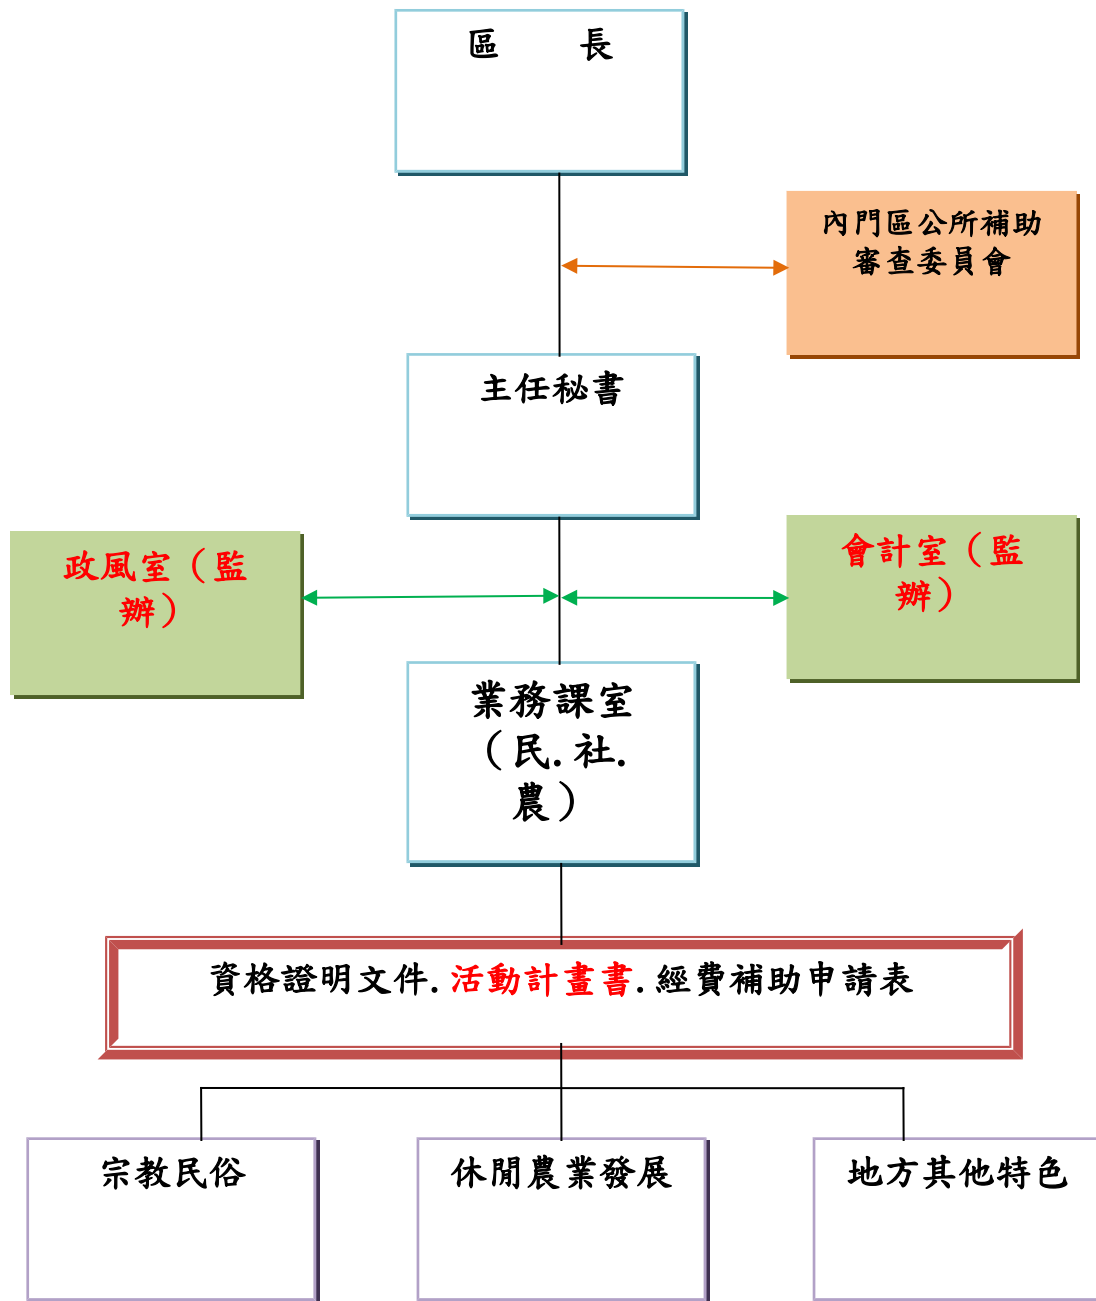 區　　長
內門區公所補助
審查委員會
主任秘書
政風室（監
辦）
會計室（監
辦）
業務課室
（民.社.
農）
資格證明文件.活動計畫書.經費補助申請表
宗教民俗
休閒農業發展
地方其他特色